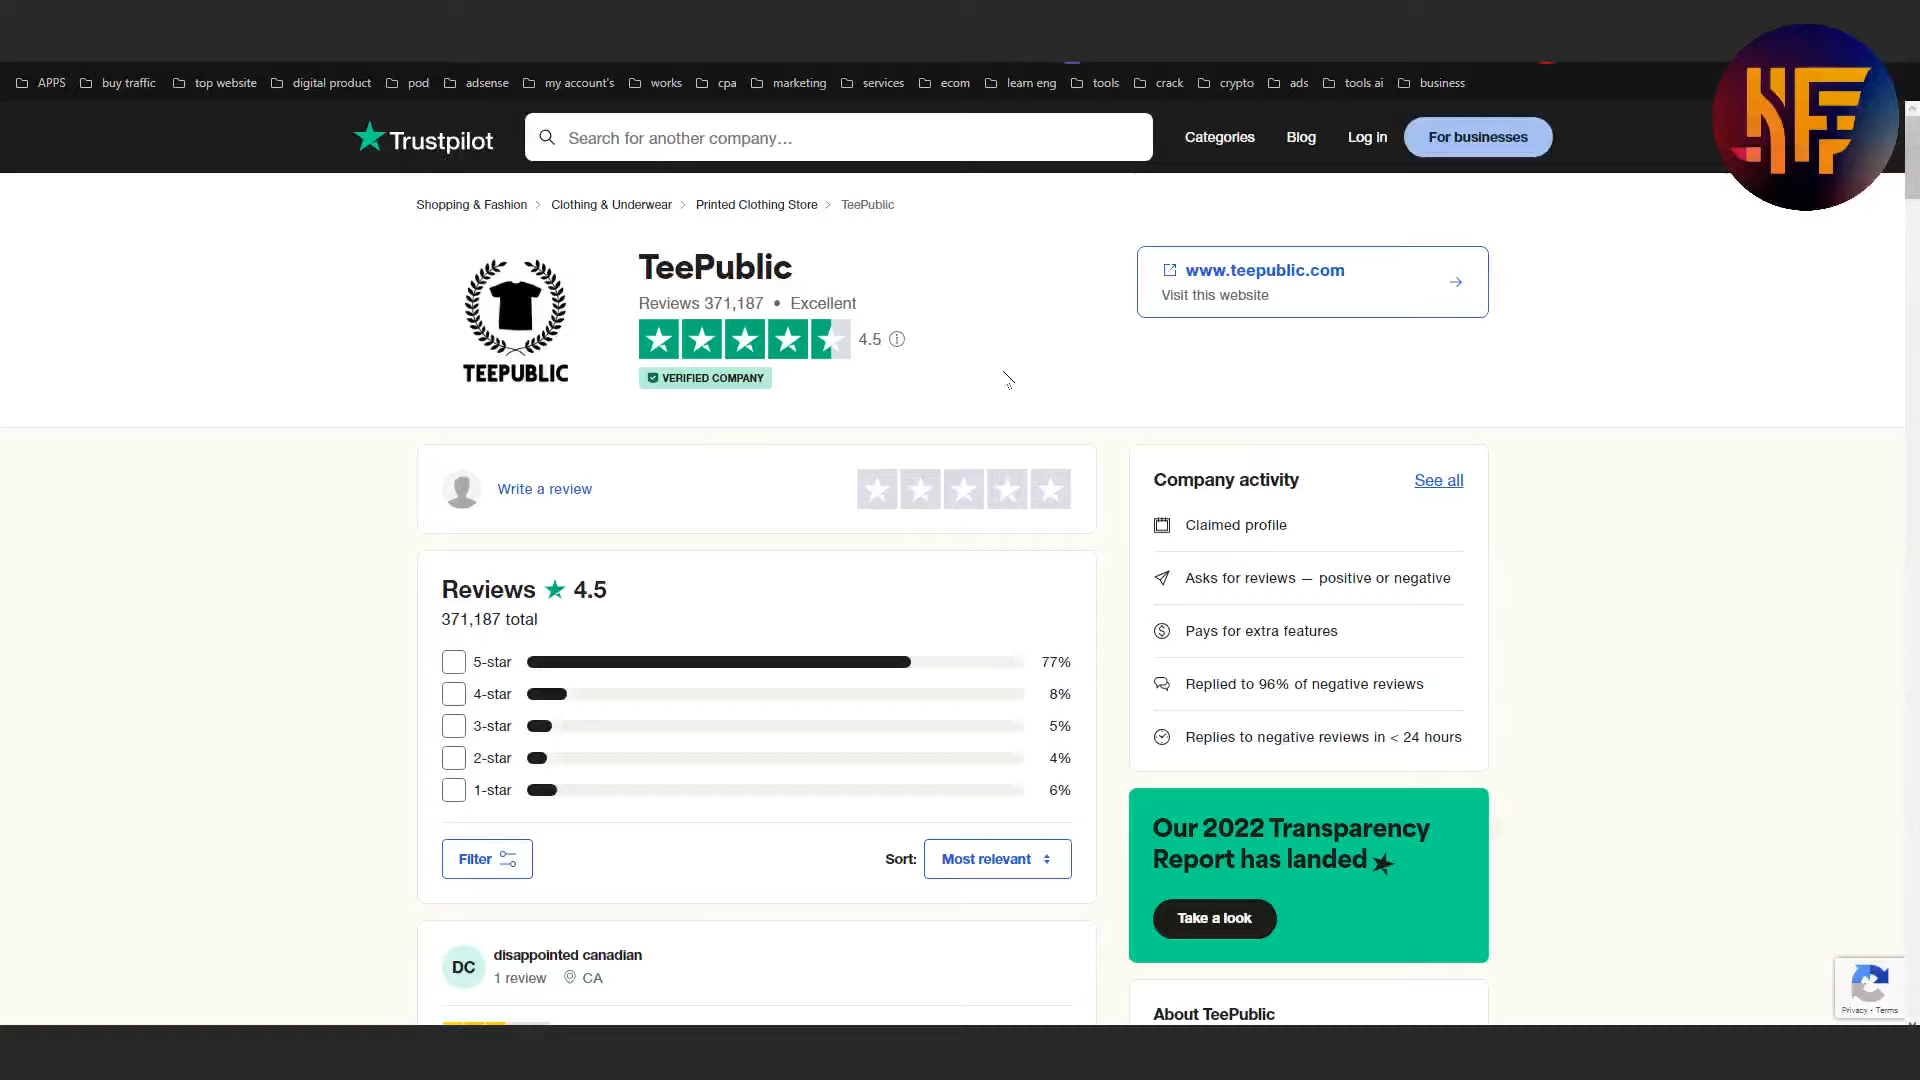 APPS buy traffic top website digital product pod adsense my account's works cpa marketing services ecom learn eng tools crack crypto ads tools ai business
Trustpilot Search for another company... Categories Blog Log in For businesses
Shopping & Fashion > Clothing & Underwear > Printed Clothing Store > TeePublic
TEEPUBLIC
TeePublic
Reviews 371,187 • Excellent
4.5
VERIFIED COMPANY
www.teepublic.com
Visit this website
Write a review
Reviews 4.5
371,187 total
5-star 77%
4-star 8%
3-star 5%
2-star 4%
1-star 6%
Filter Sort: Most relevant
DC disappointed canadian
1 review CA
Company activity See all
Claimed profile
Asks for reviews — positive or negative
Pays for extra features
Replied to 96% of negative reviews
Replies to negative reviews in < 24 hours
Our 2022 Transparency
Report has landed
Take a look
About TeePublic
Privacy - Terms